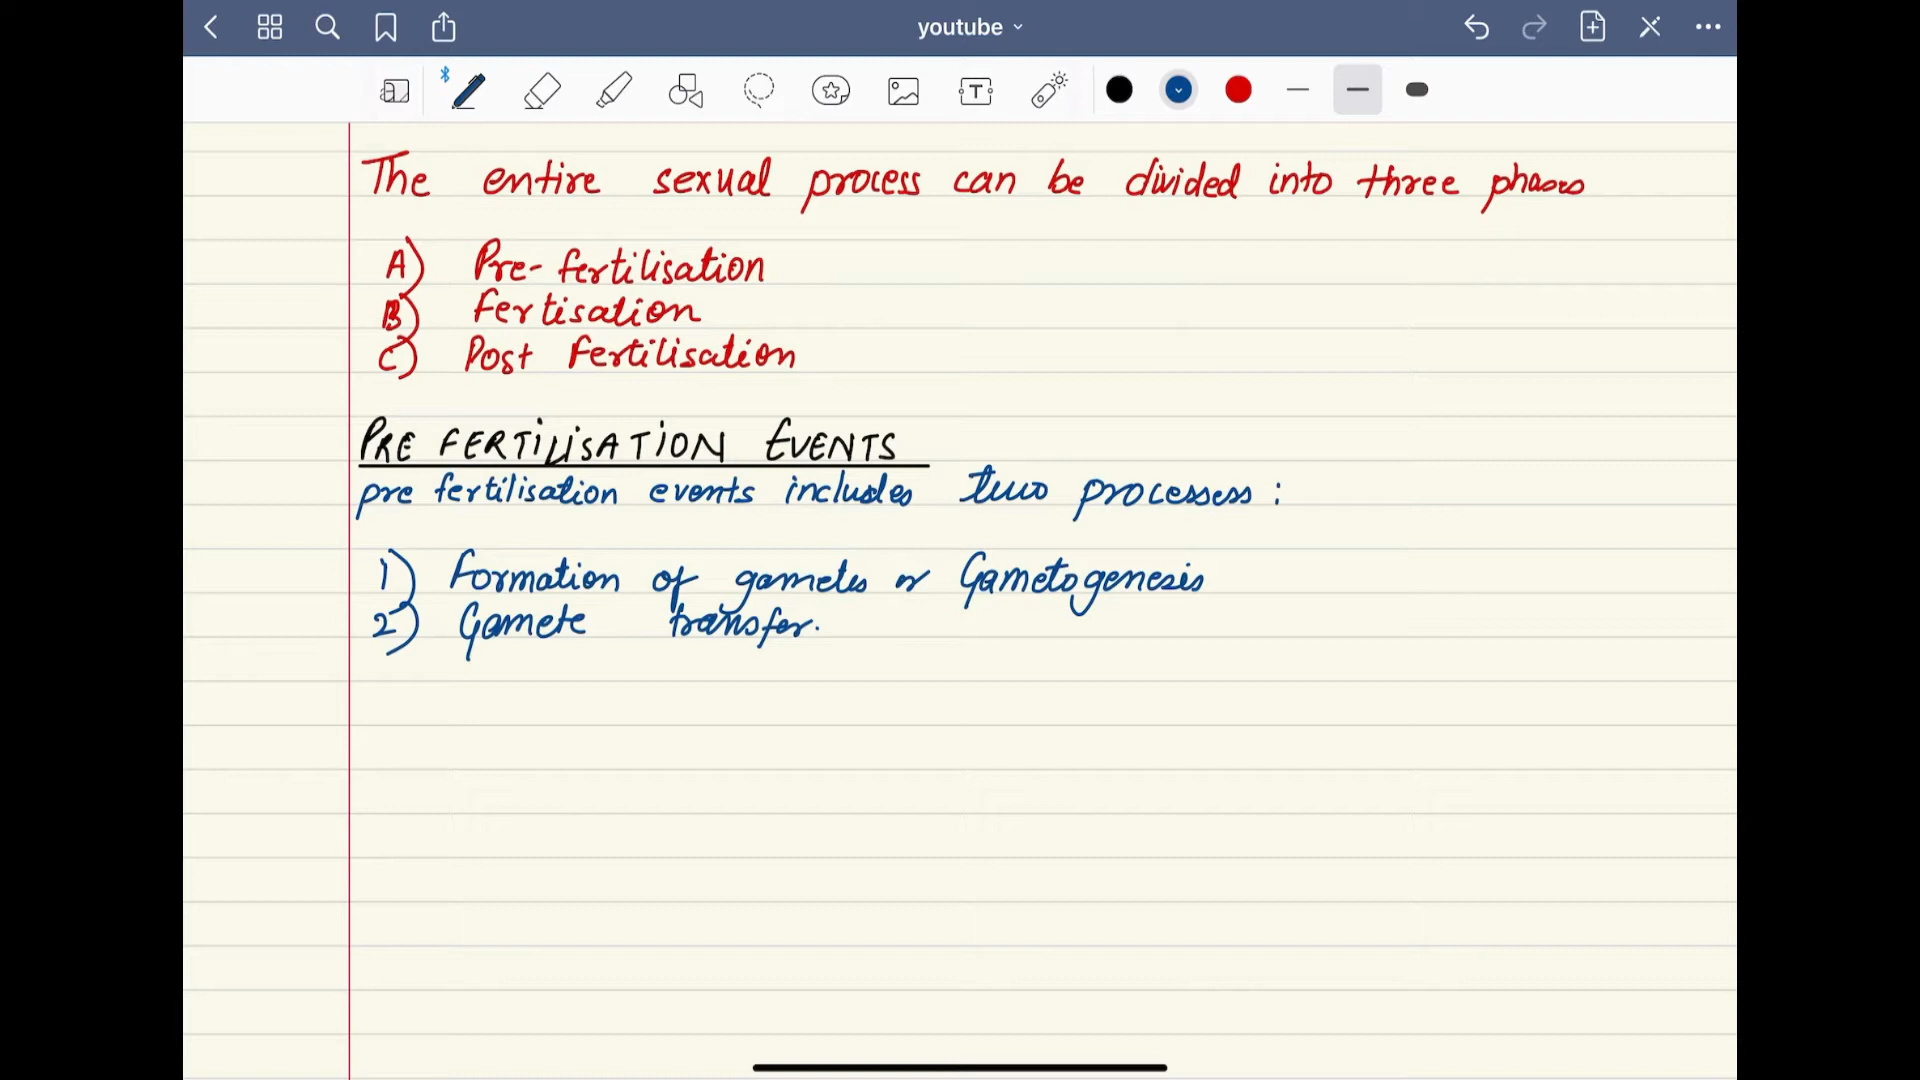 youtube
The entire sexual process can be divided into three phases
A) Pre-fertilisation
B) Fertisation
C) Post Fertilisation
PRE FERTILISATION EVENTS
pre fertilisation events includes two processess :
1) Formation of gametes or Gametogenesis
2) Gamete transfer.